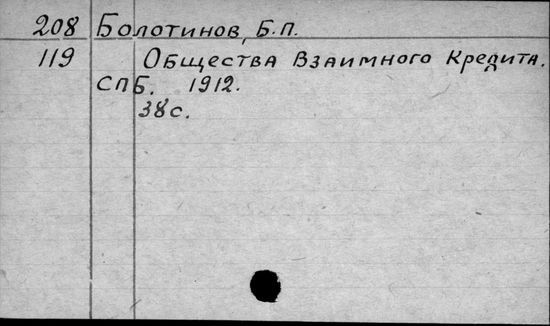 208 Болотинов, Б.П.
119 Общества Взаимного Кредита.
СПБ. 1912.
38с.